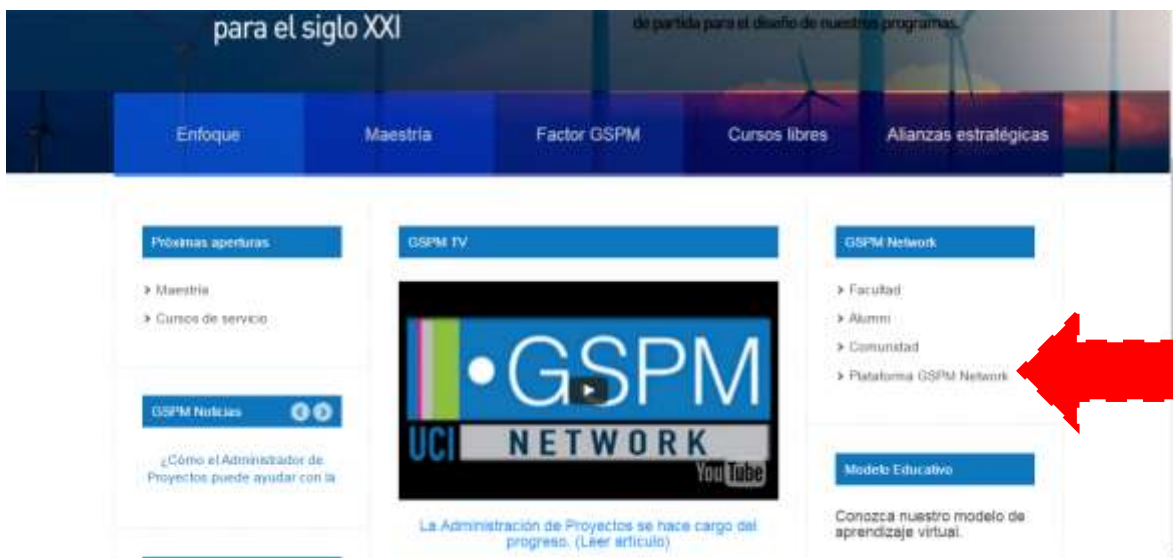 para el siglo XXI
de partida para el diseño de nuestros programas.
Enfoque
Maestría
Factor GSPM
Cursos libres
Alianzas estratégicas
Próximas aperturas
> Maestría
> Cursos de servicio
GSPM Noticias
¿Cómo el Administrador de
Proyectos puede ayudar con la
GSPM TV
GSPM
UCI NETWORK
YouTube
La Administración de Proyectos se hace cargo del
progreso. (Leer artículo)
GSPM Network
> Facultad
> Alumni
> Comunidad
> Plataforma GSPM Network
Modelo Educativo
Conozca nuestro modelo de
aprendizaje virtual.